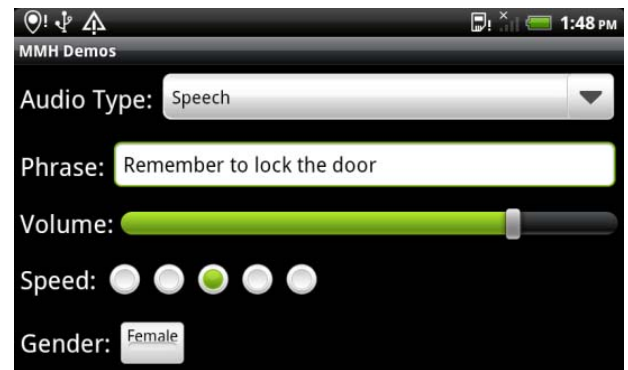 1:48 PM
MMH Demos
Audio Type: Speech
Phrase: Remember to lock the door
Volume:
Speed:
Gender: Female